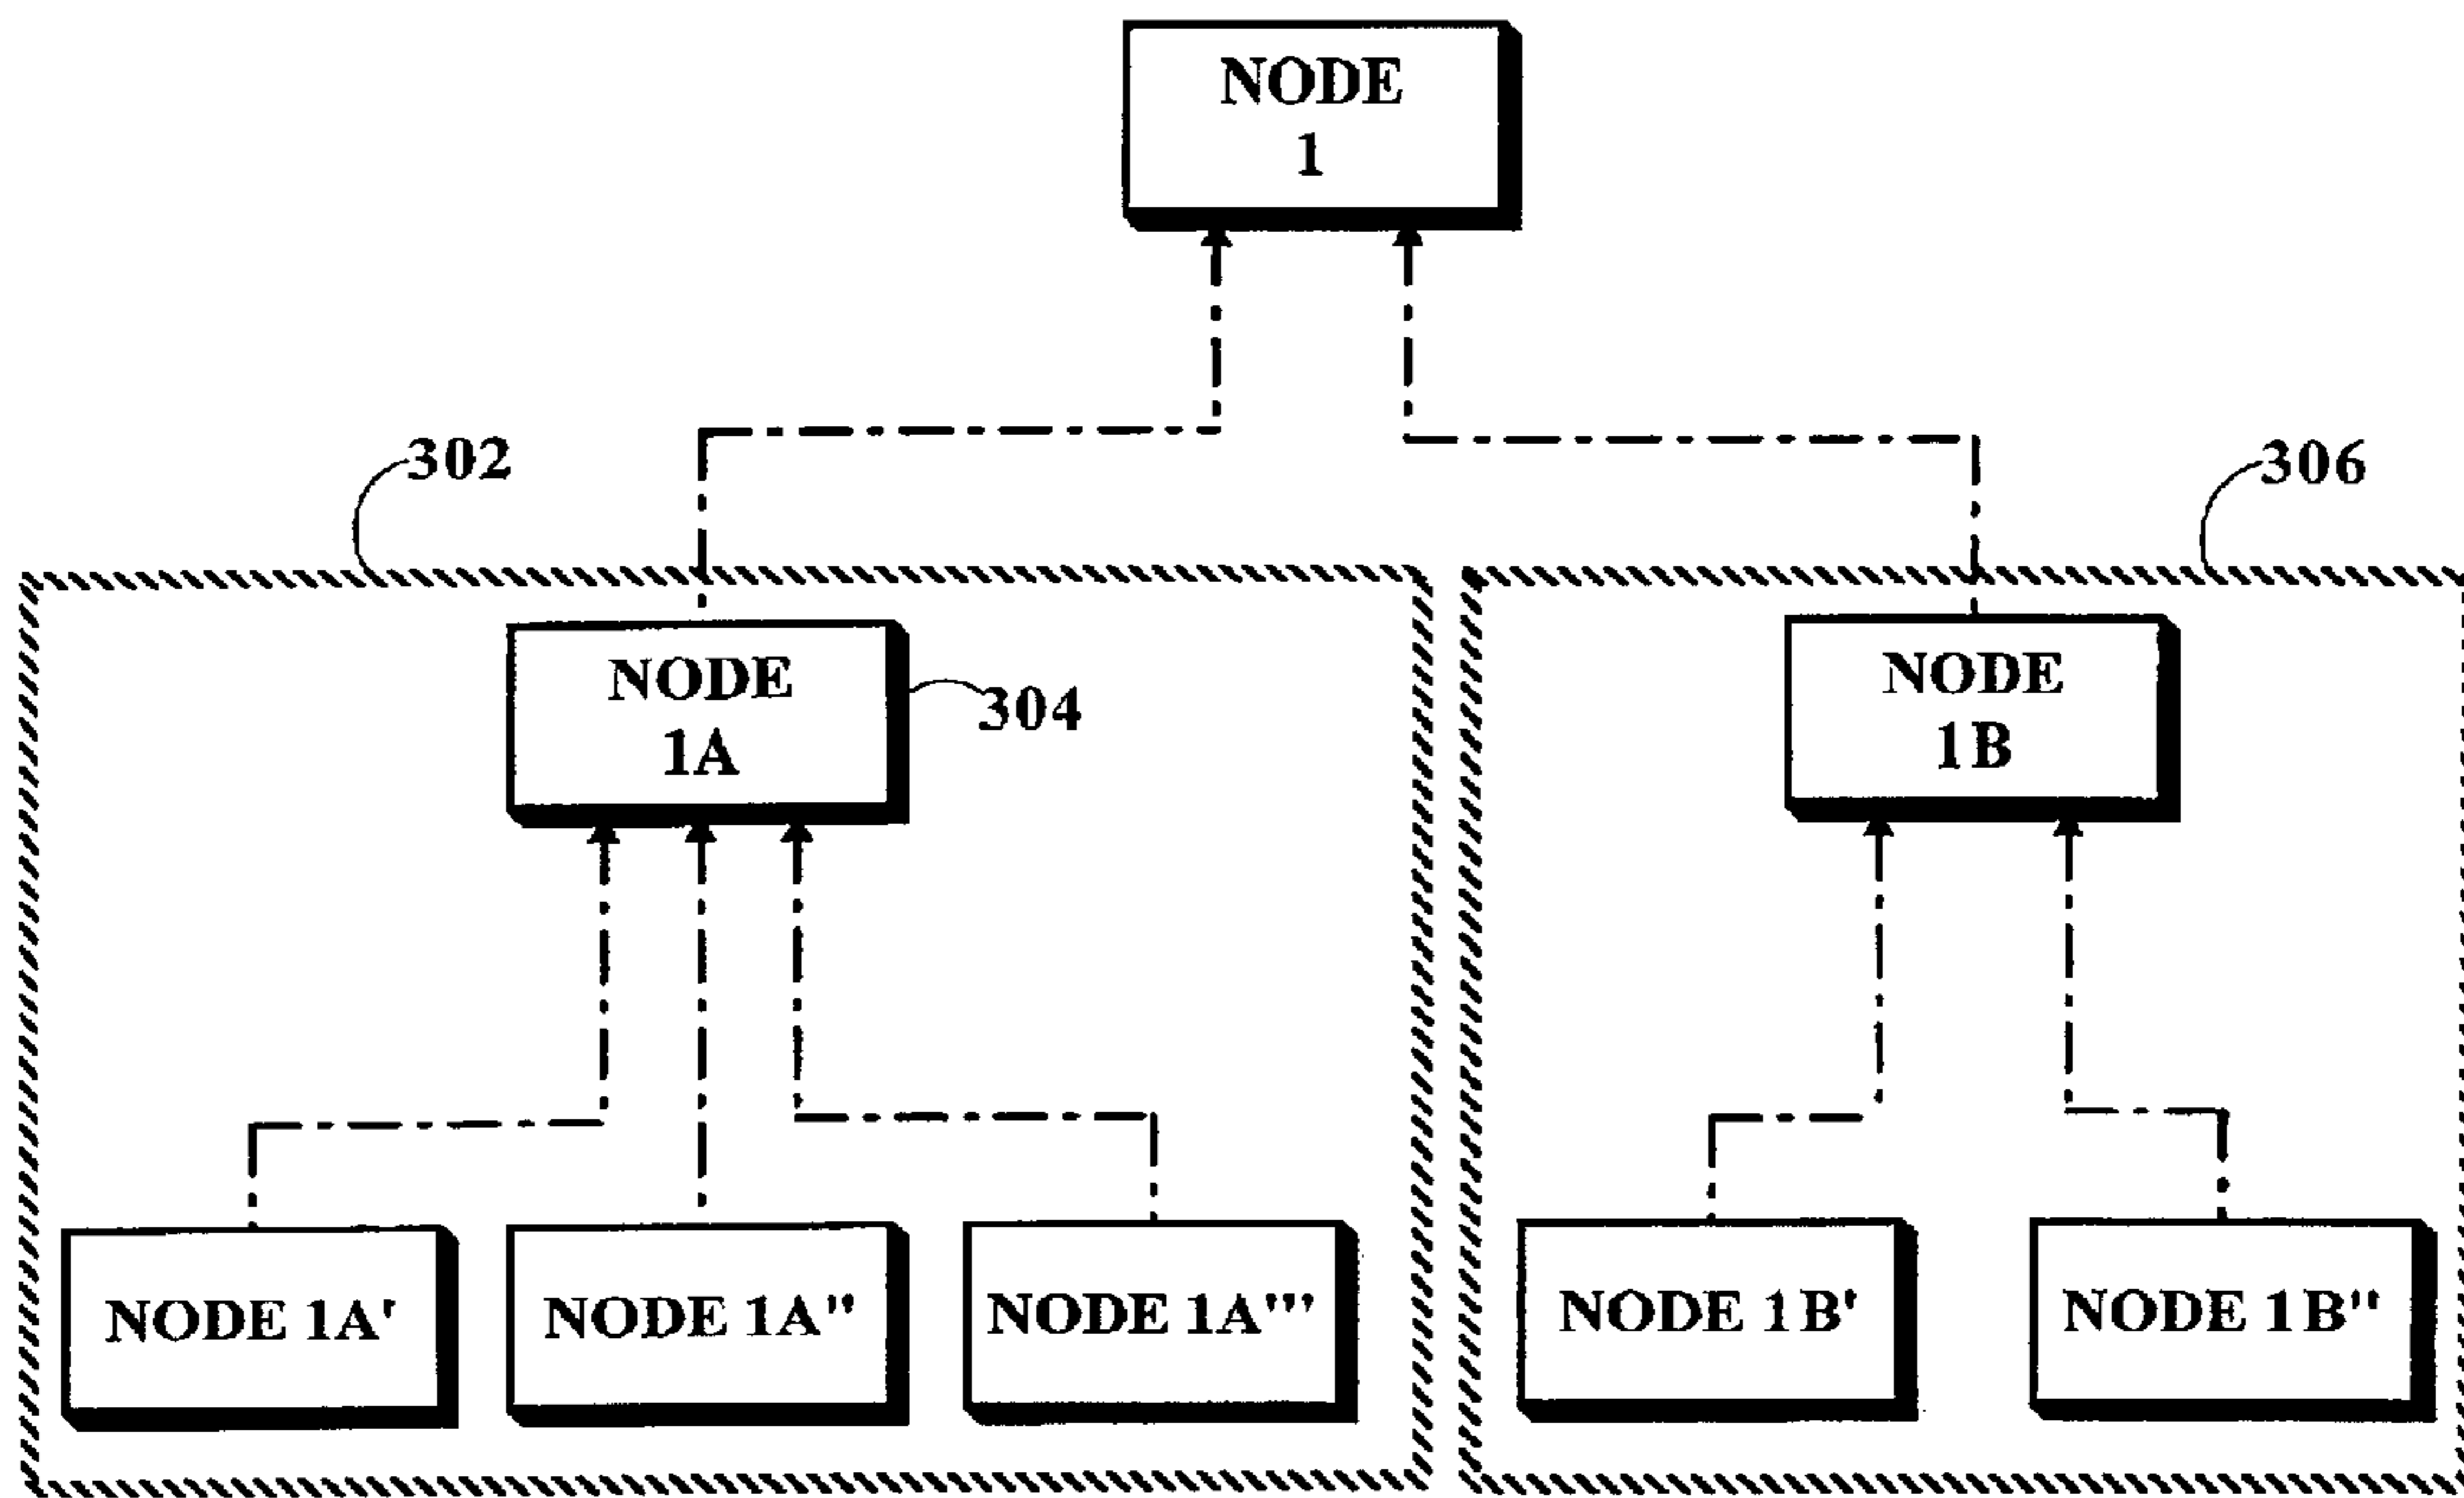 NODE
1
302
306
NODE
1A
304
NODE
1B
NODE 1A'
NODE 1A"
NODE 1A'"
NODE 1B'
NODE 1B"